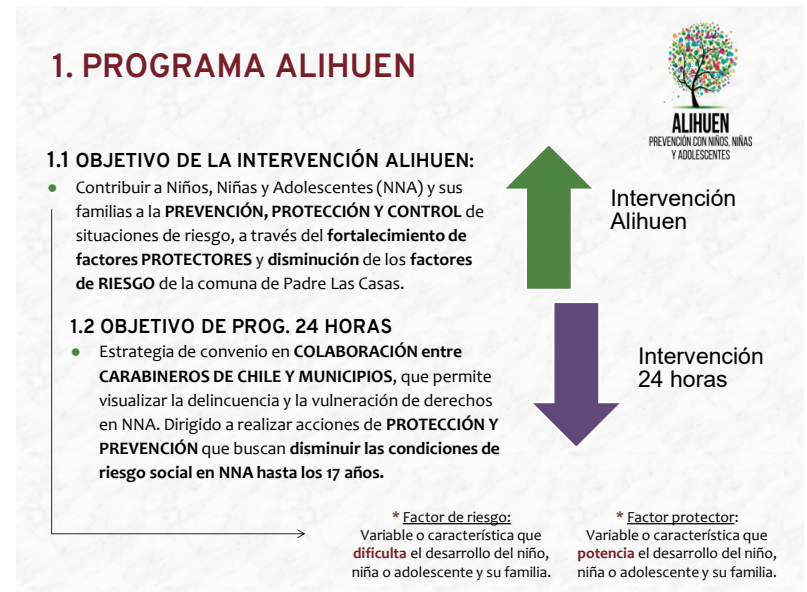 1. PROGRAMA ALIHUEN
ALIHUEN
PREVENCIÓN CON NIÑOS, NIÑAS
Y ADOLESCENTES
1.1 OBJETIVO DE LA INTERVENCIÓN ALIHUEN:
● Contribuir a Niños, Niñas y Adolescentes (NNA) y sus
familias a la PREVENCIÓN, PROTECCIÓN Y CONTROL de
situaciones de riesgo, a través del fortalecimiento de
factores PROTECTORES y disminución de los factores
de RIESGO de la comuna de Padre Las Casas.
Intervención
Alihuen
1.2 OBJETIVO DE PROG. 24 HORAS
● Estrategia de convenio en COLABORACIÓN entre
CARABINEROS DE CHILE Y MUNICIPIOS, que permite
visualizar la delincuencia y la vulneración de derechos
en NNA. Dirigido a realizar acciones de PROTECCIÓN Y
PREVENCIÓN que buscan disminuir las condiciones de
riesgo social en NNA hasta los 17 años.
Intervención
24 horas
* Factor de riesgo:
Variable o característica que
dificulta el desarrollo del niño,
niña o adolescente y su familia.
* Factor protector:
Variable o característica que
potencia el desarrollo del niño,
niña o adolescente y su familia.